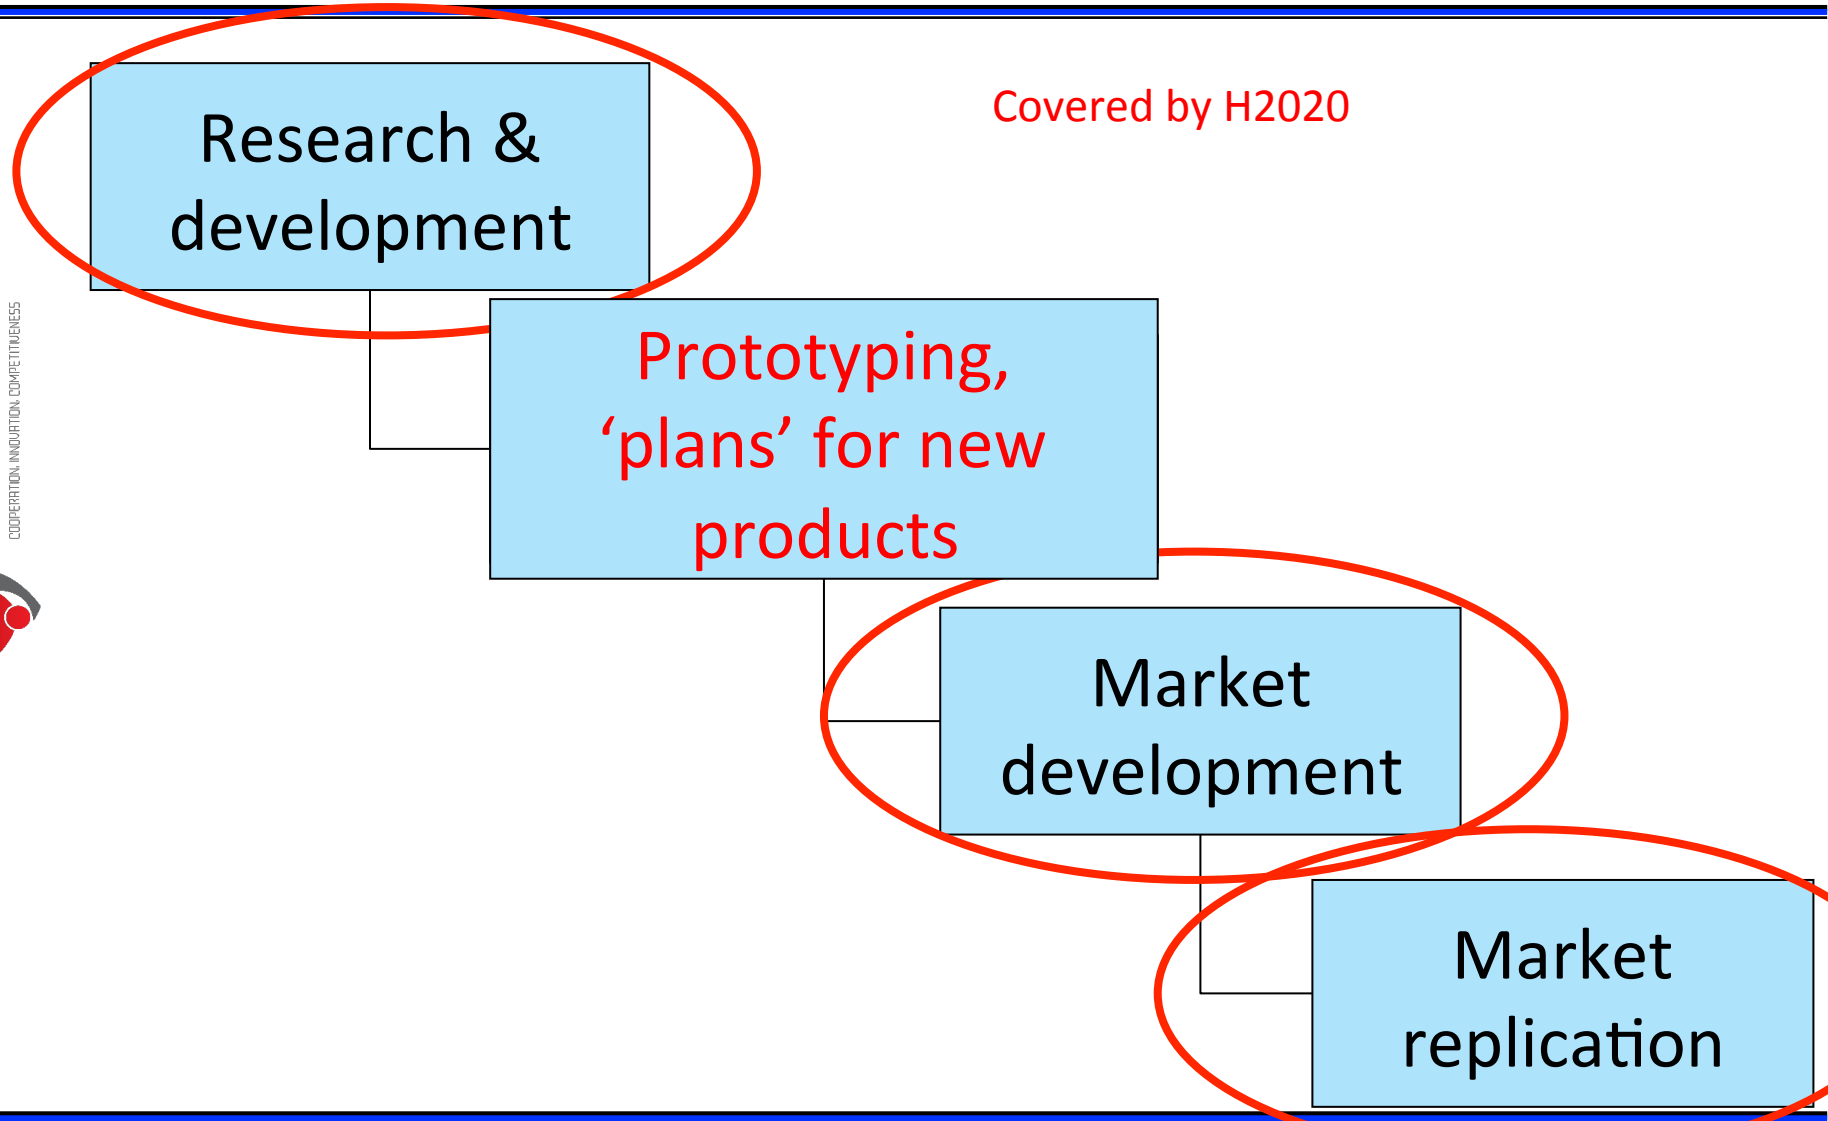 Covered by H2020
Research &
development
Prototyping,
‘plans’ for new
products
Market
development
Market
replication
COOPERATION, INNOVATION, COMPETITIVENESS